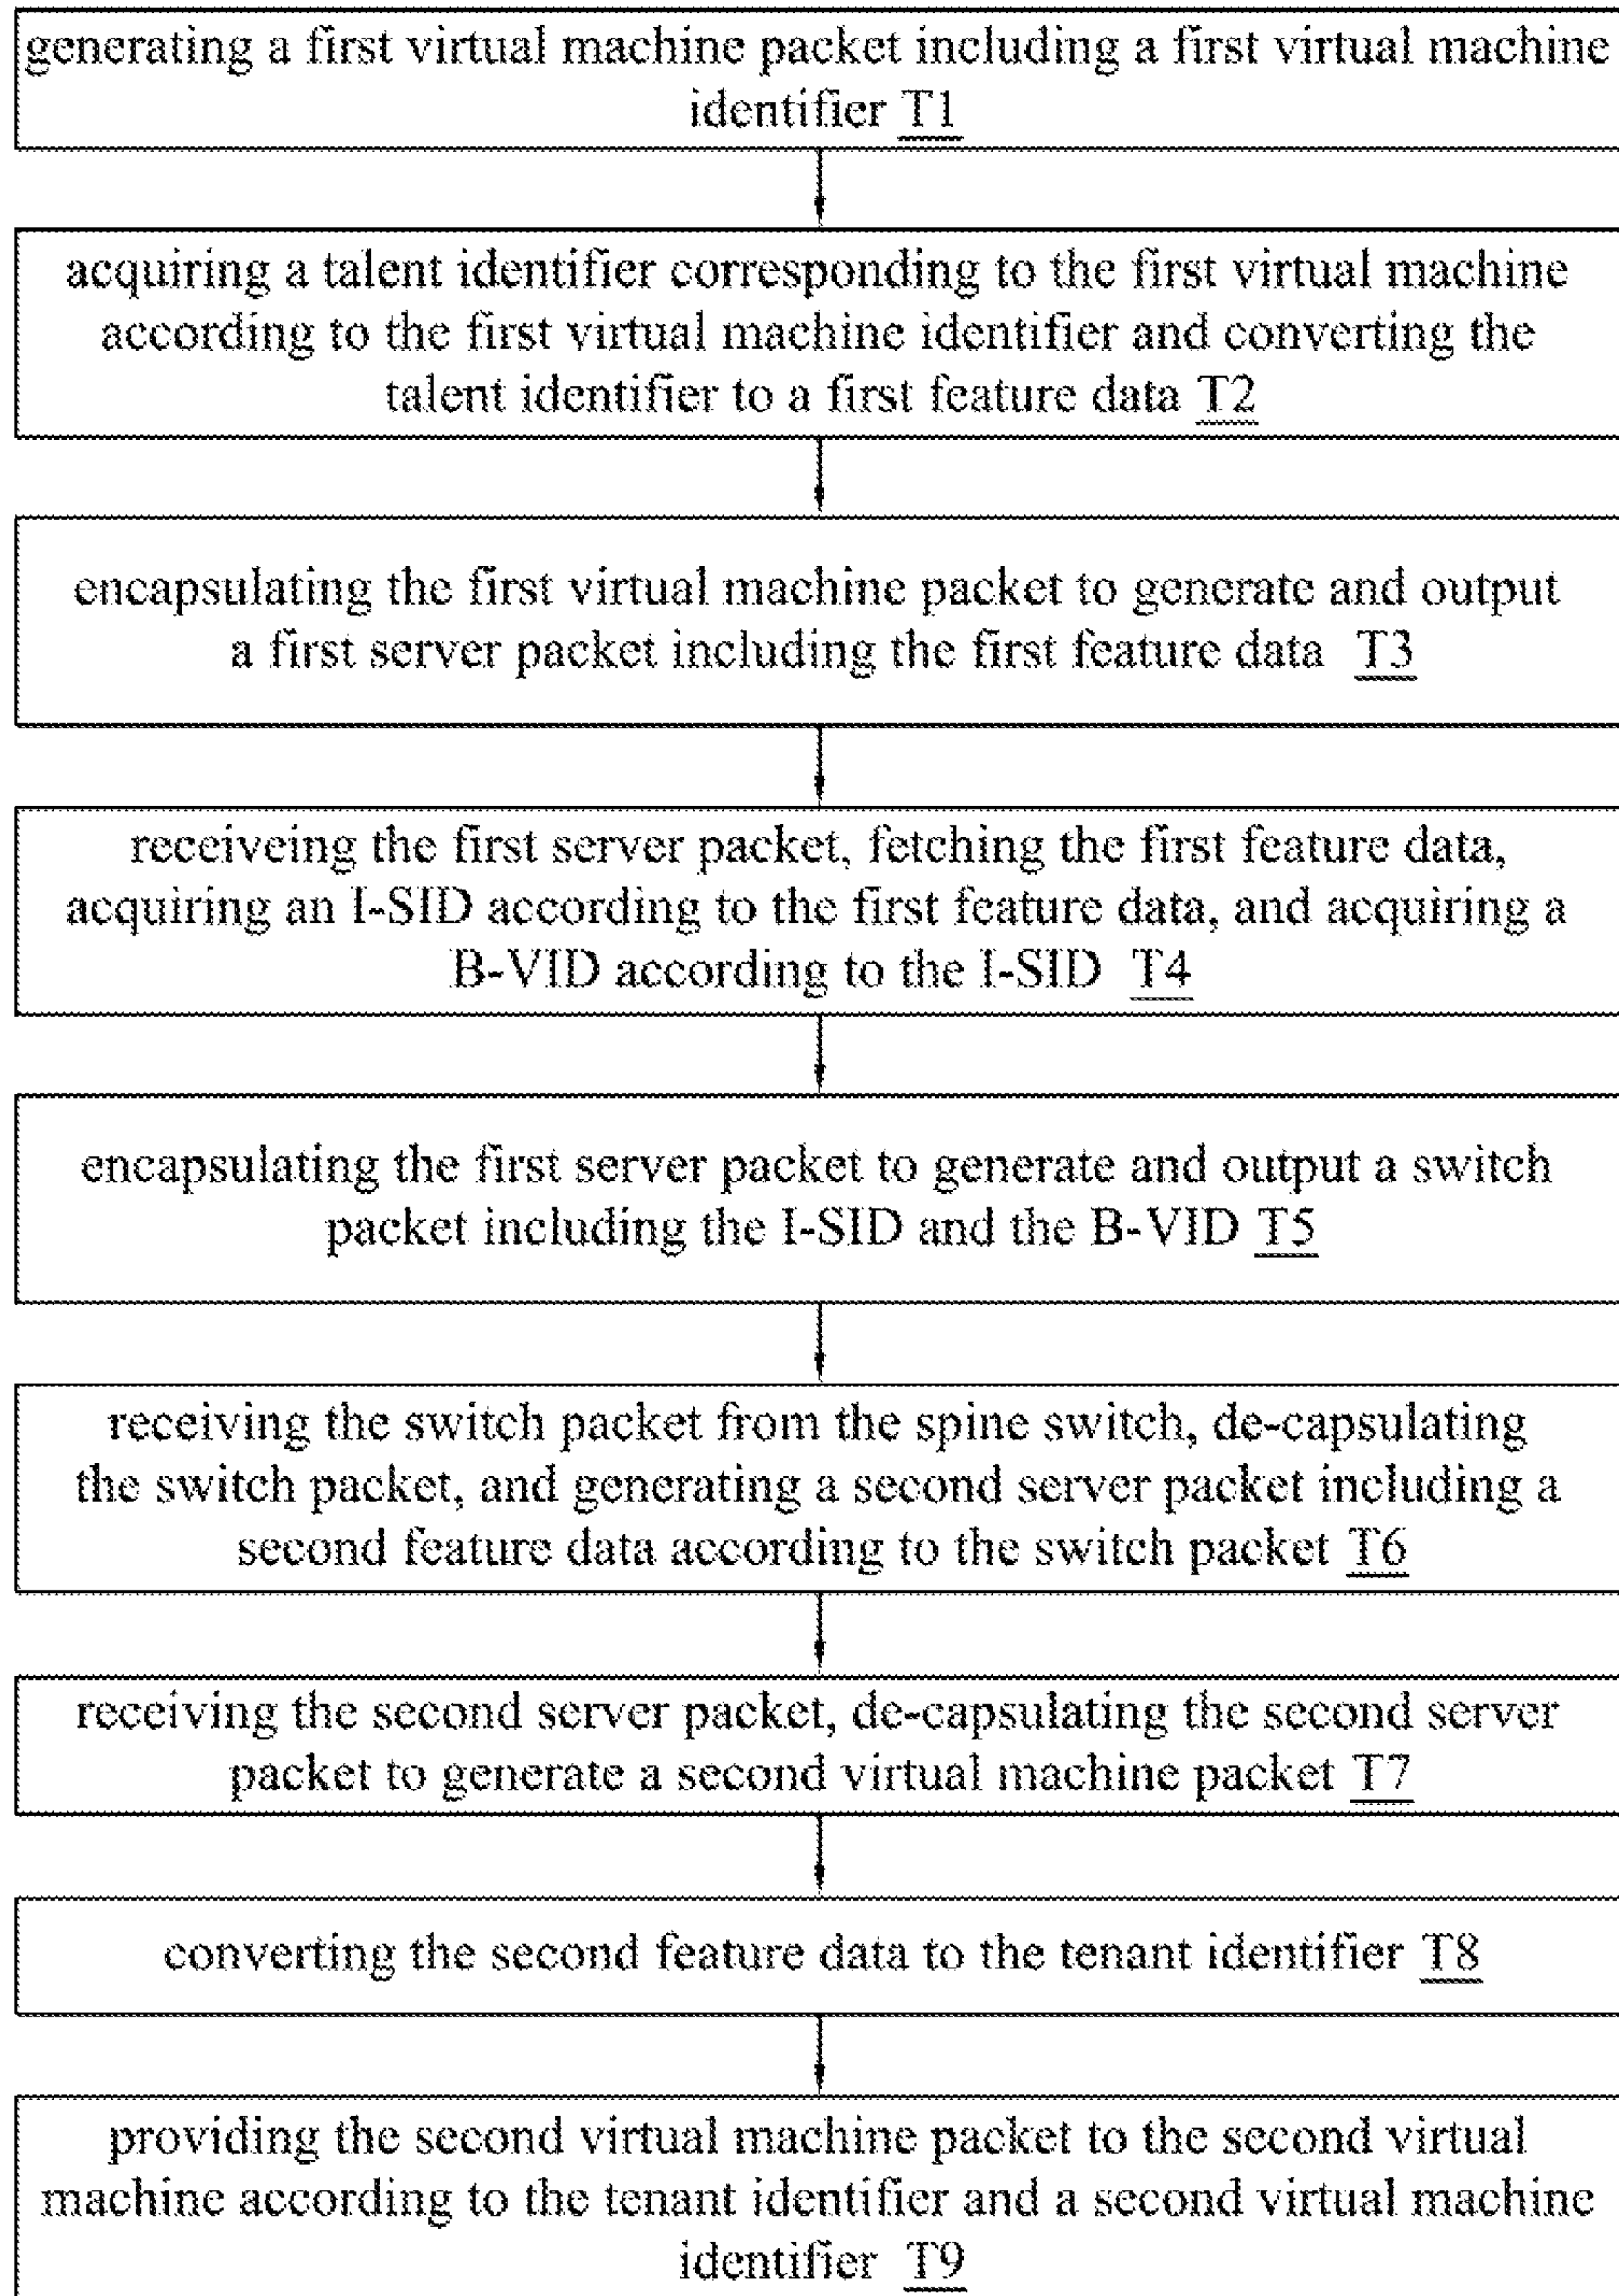 generating a first virtual machine packet including a first virtual machine
identifier T1
acquiring a talent identifier corresponding to the first virtual machine
according to the first virtual machine identifier and converting the
talent identifier to a first feature data T2
encapsulating the first virtual machine packet to generate and output
a first server packet including the first feature data T3
receiveing the first server packet, fetching the first feature data,
acquiring an I-SID according to the first feature data, and acquiring a
B-VID according to the I-SID T4
encapsulating the first server packet to generate and output a switch
packet including the I-SID and the B-VID T5
receiving the switch packet from the spine switch, de-capsulating
the switch packet, and generating a second server packet including a
second feature data according to the switch packet T6
receiving the second server packet, de-capsulating the second server
packet to generate a second virtual machine packet T7
converting the second feature data to the tenant identifier T8
providing the second virtual machine packet to the second virtual
machine according to the tenant identifier and a second virtual machine
identifier T9